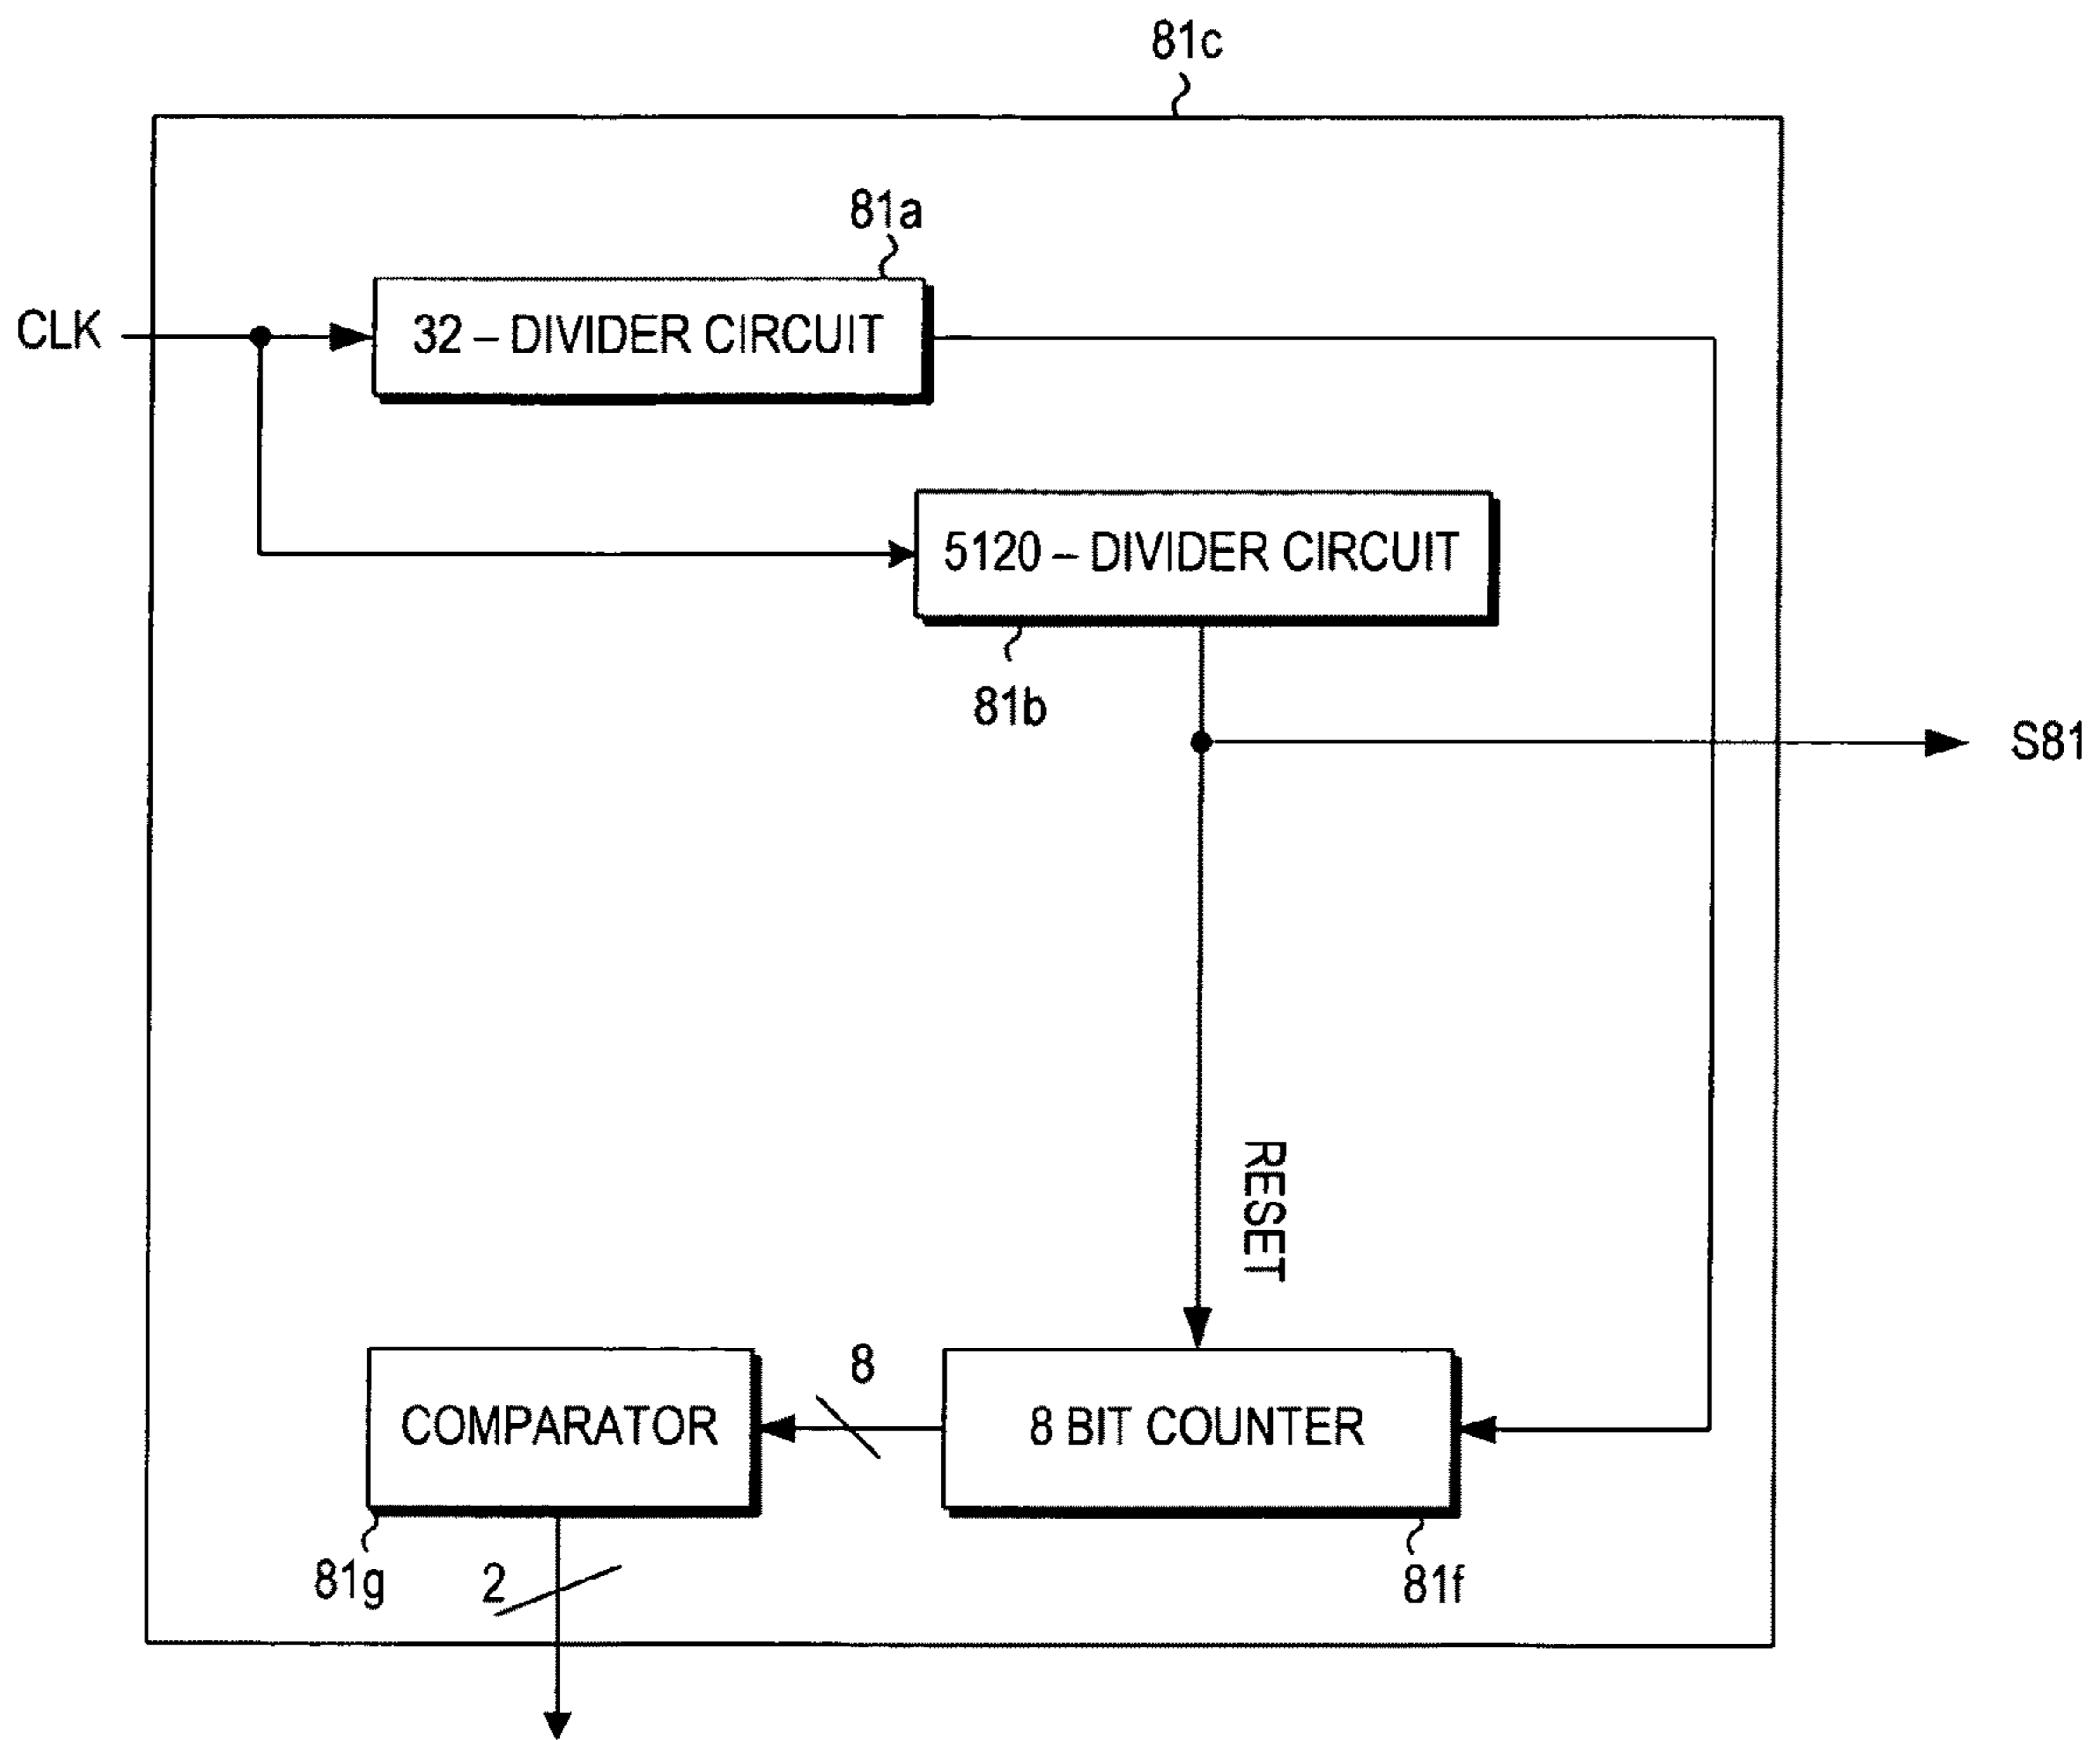 81c
81a
CLK
32 – DIVIDER CIRCUIT
5120 – DIVIDER CIRCUIT
81b
S81
RESET
8
COMPARATOR
8 BIT COUNTER
81g
2
81f